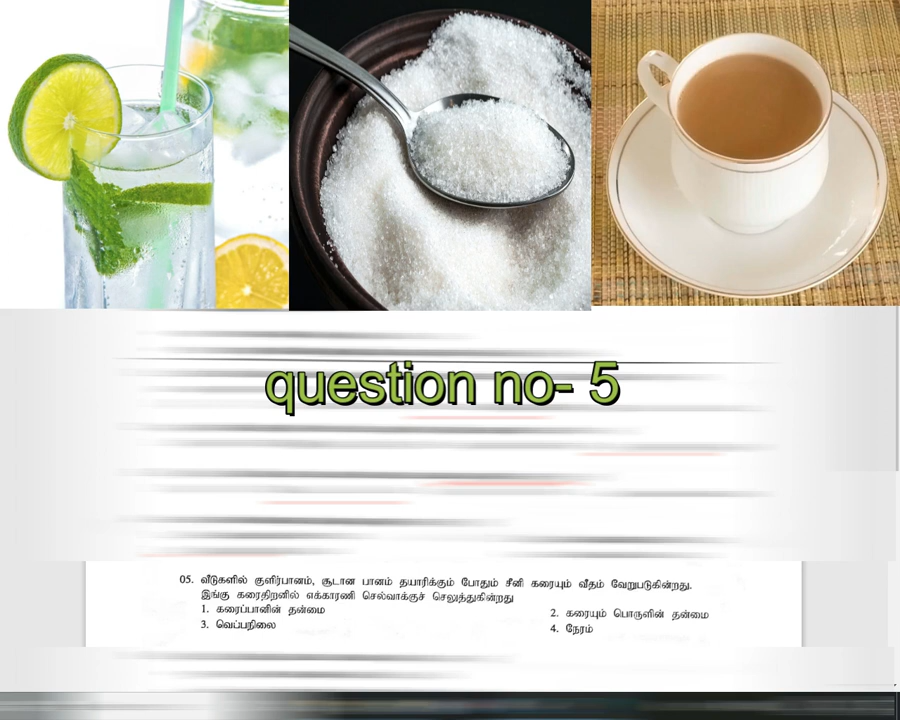 question no- 5
05. வீடுகளில் குளிர்பானம், சூடான பானம் தயாரிக்கும் போதும் சீனி கரையும் வீதம் வேறுபடுகின்றது.
இங்கு கரைதிறனில் எக்காரணி செல்வாக்குச் செலுத்துகின்றது
1. கரைப்பானின் தன்மை 2. கரையும் பொருளின் தன்மை
3. வெப்பநிலை 4. நேரம்